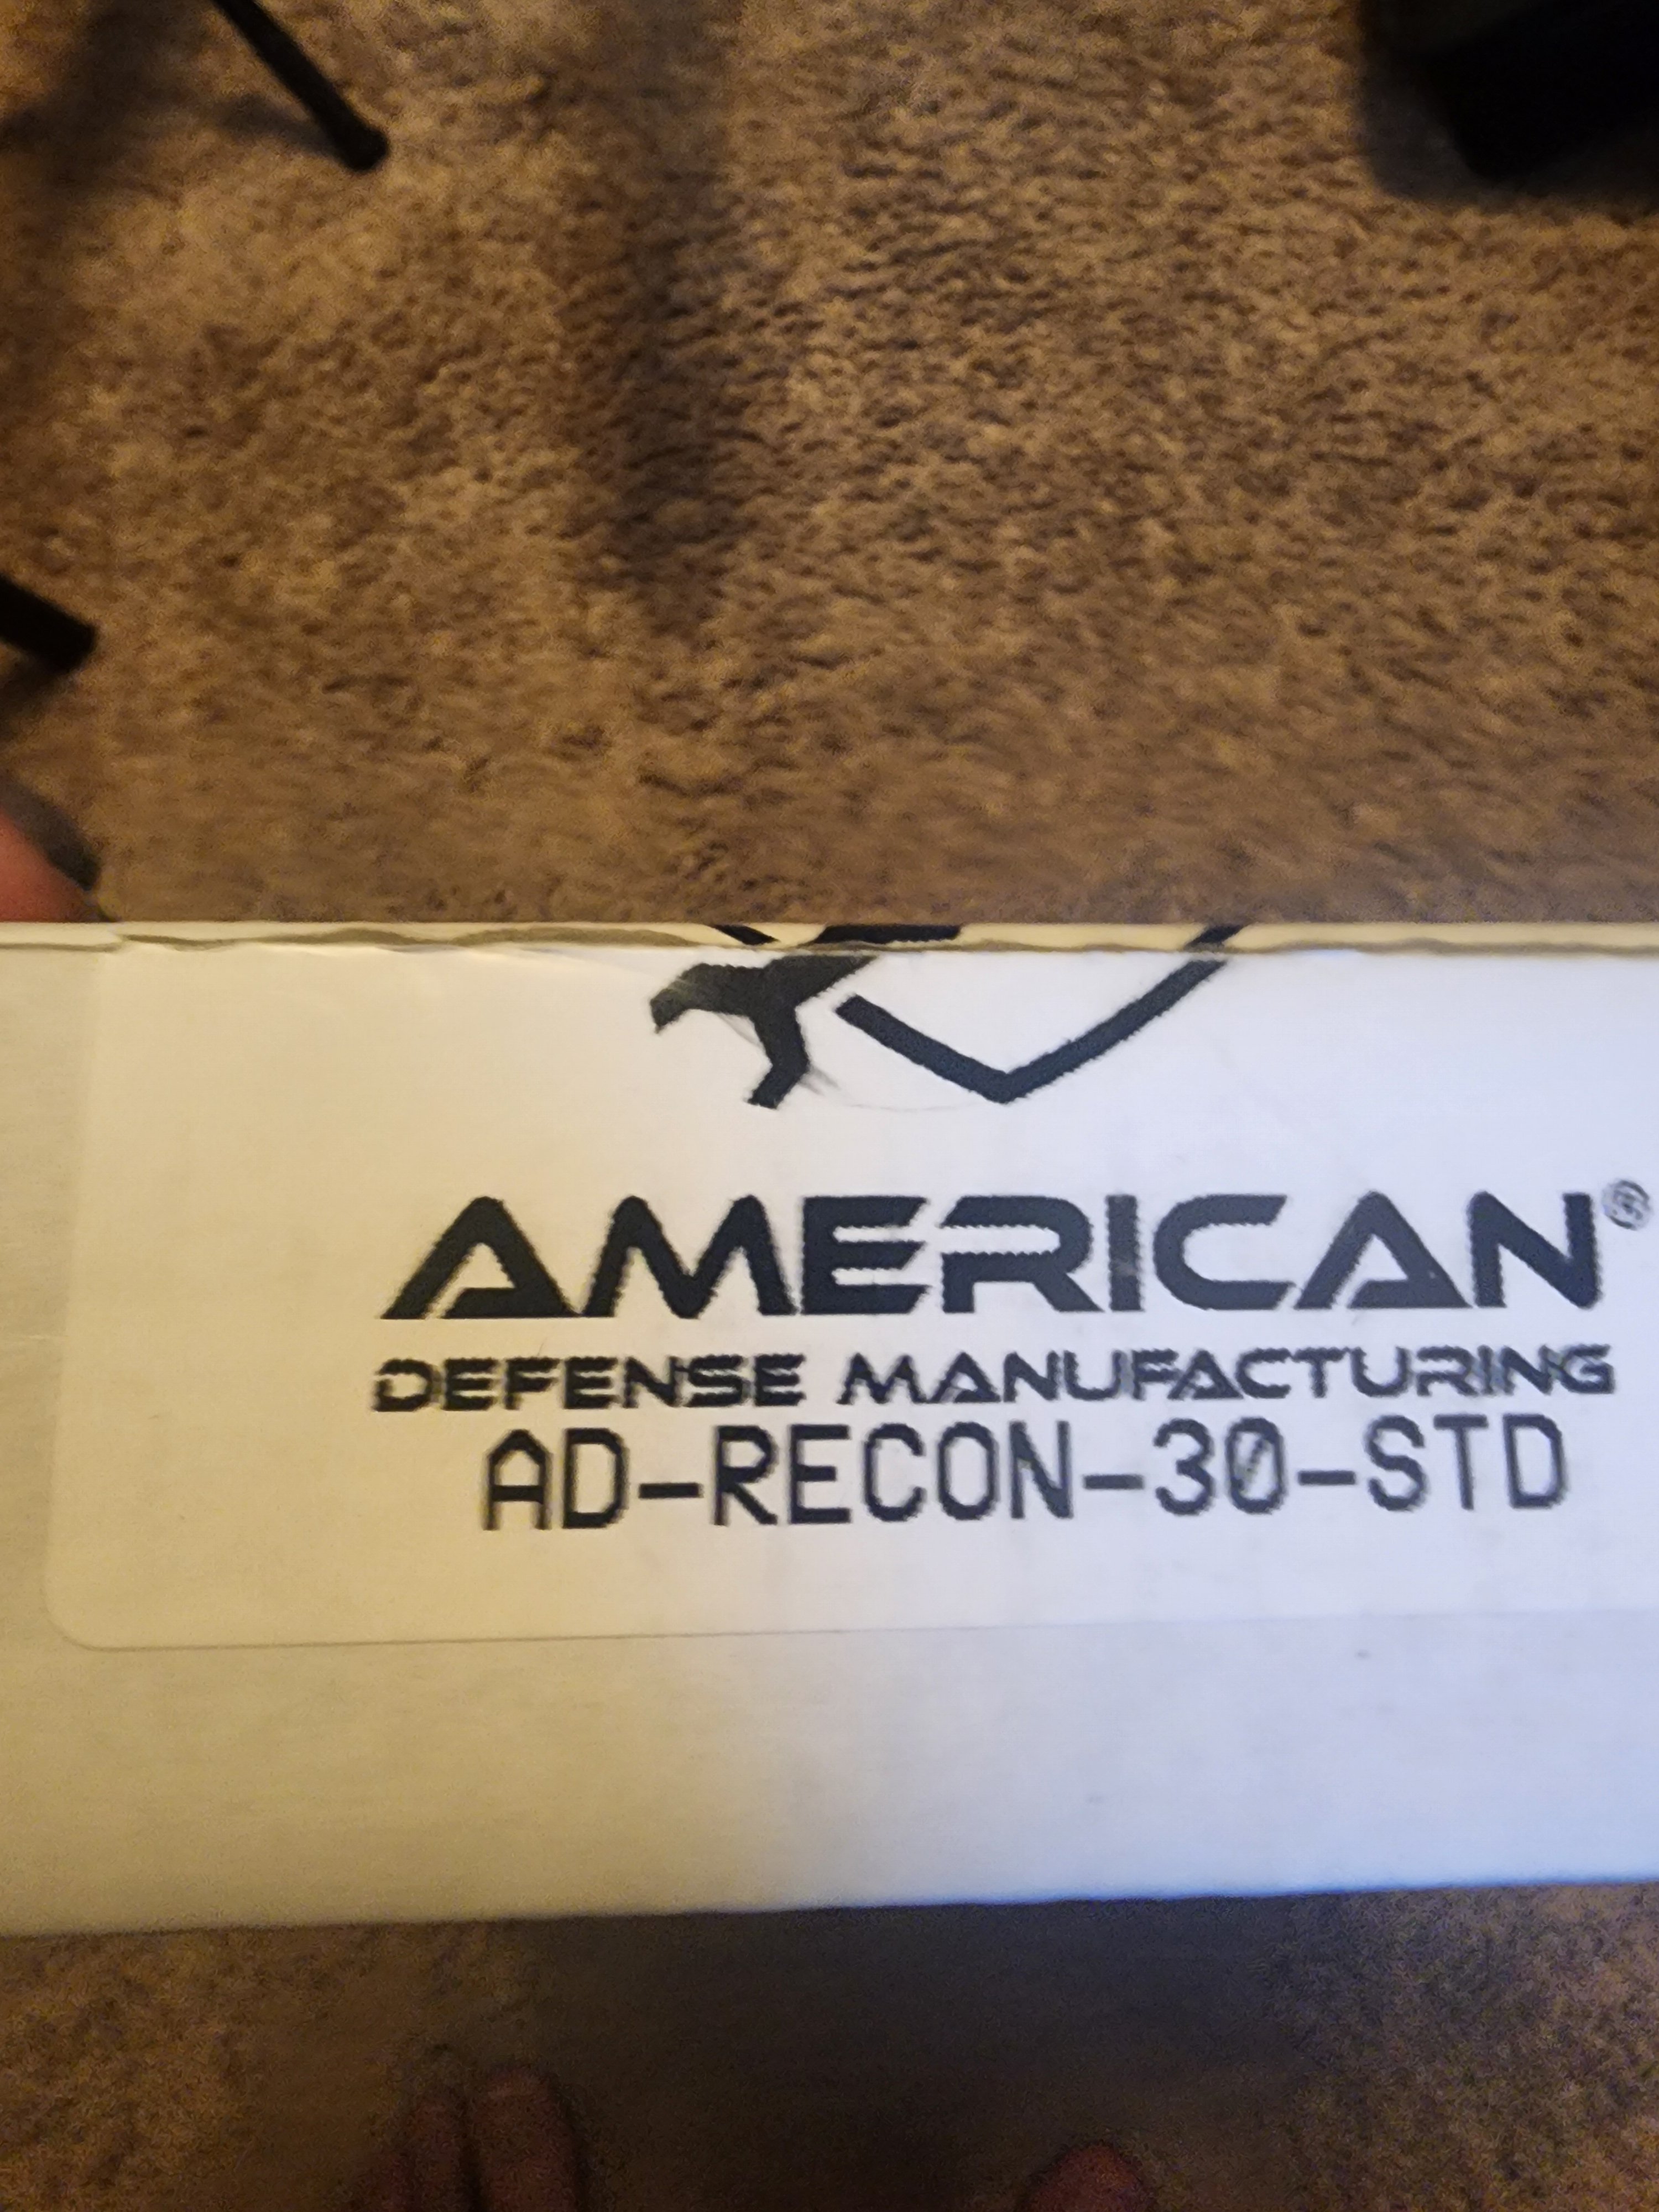 AMERICAN®
DEFENSE MANUFACTURING
AD-RECON-30-STD